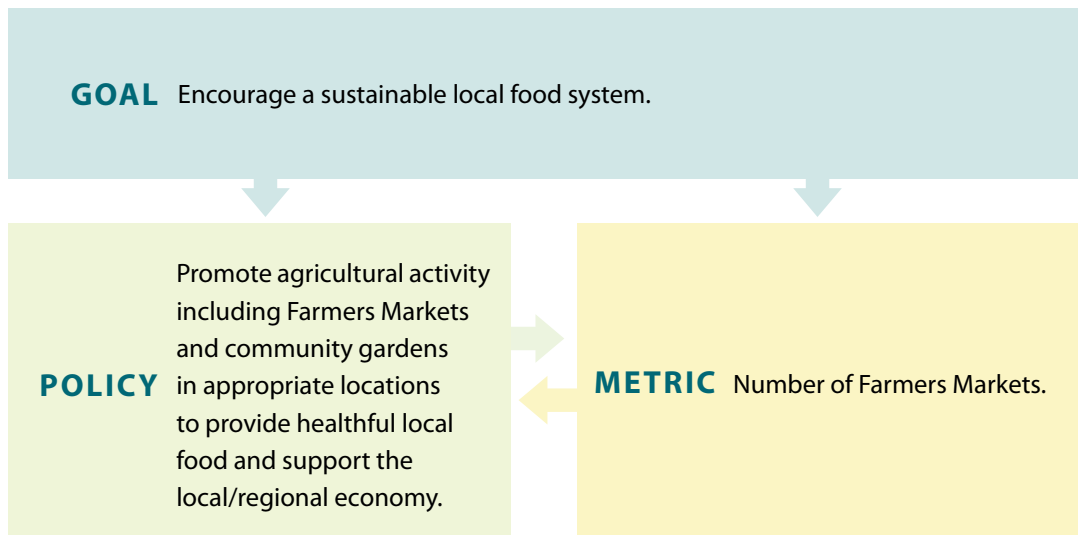 GOAL Encourage a sustainable local food system.
Promote agricultural activity
including Farmers Markets
and community gardens
POLICY in appropriate locations
to provide healthful local
food and support the
local/regional economy.
METRIC Number of Farmers Markets.